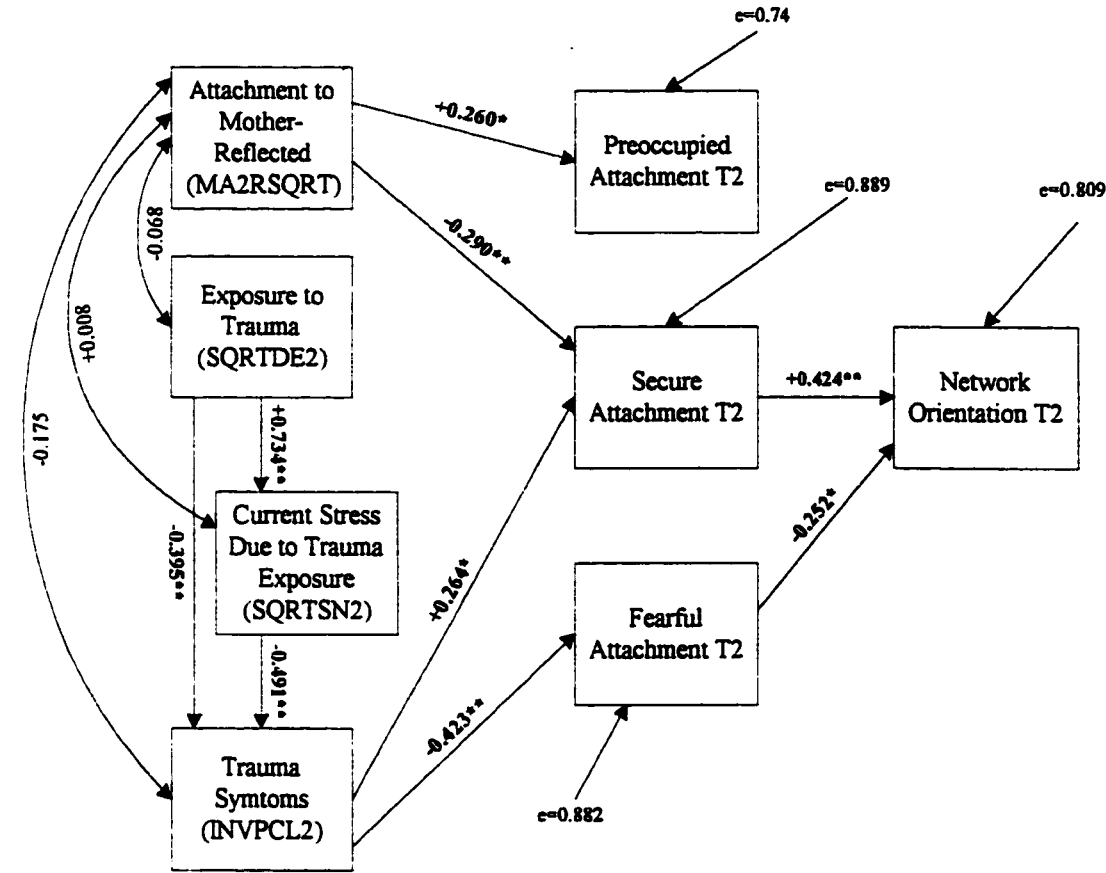 e=0.74
Attachment to
Mother-
Reflected
(MA2RSQRT)
+0.260*
Preoccupied
Attachment T2
e=0.889
e=0.809
-0.290**
-0.068
Exposure to
Trauma
(SQRTDE2)
+0.008
Secure
Attachment T2
+0.424**
Network
Orientation T2
-0.175
+0.734**
-0.395**
Current Stress
Due to Trauma
Exposure
(SQRTSN2)
+0.264*
-0.252*
Fearful
Attachment T2
-0.491**
-0.423**
Trauma
Symtoms
(INVPCL2)
e=0.882